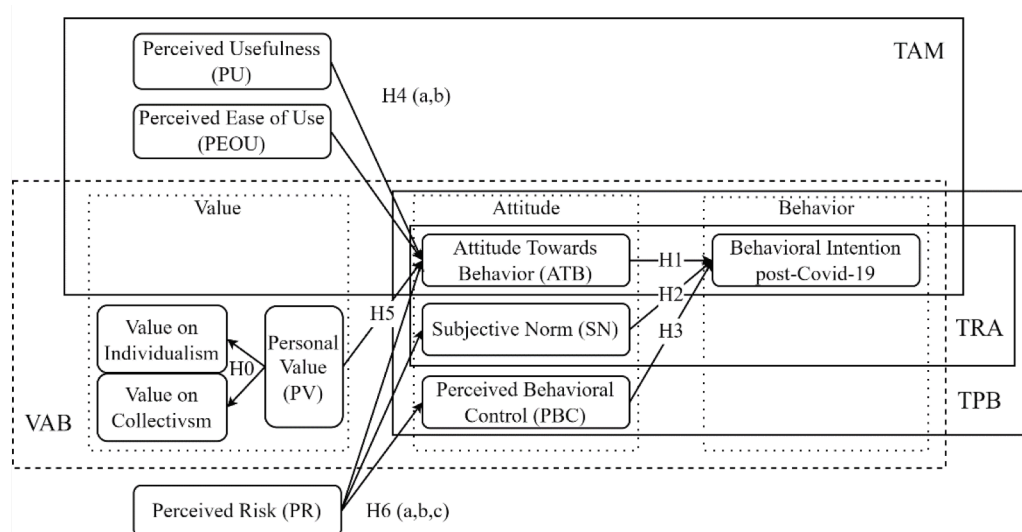 Perceived Usefulness
(PU)
TAM
H4 (a,b)
Perceived Ease of Use
(PEOU)
Value
Attitude
Behavior
Attitude Towards
Behavior (ATB)
H1
Behavioral Intention
post-Covid-19
H2
H5
Value on
Individualism
Personal
Value
(PV)
Subjective Norm (SN)
H3
TRA
H0
Value on
Collectivsm
Perceived Behavioral
Control (PBC)
TPB
VAB
Perceived Risk (PR)
H6 (a,b,c)